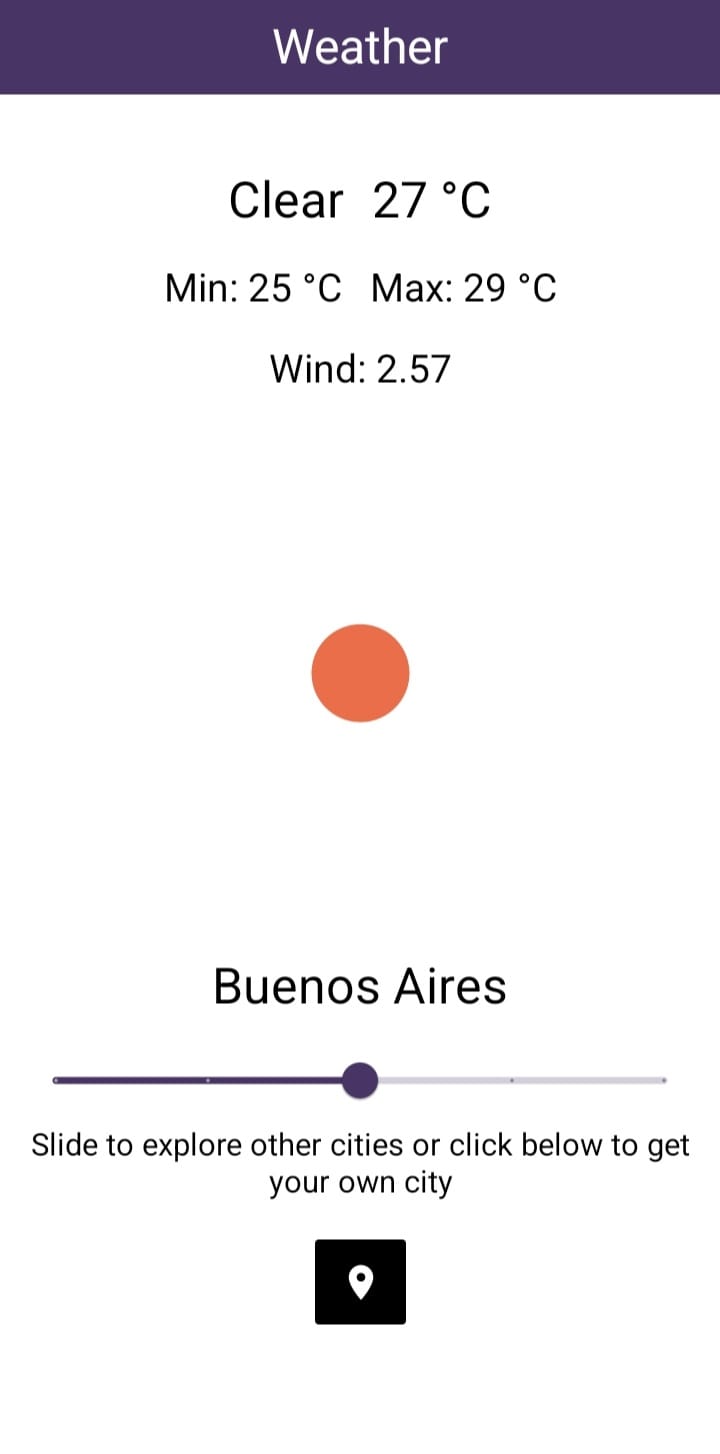 Weather
Clear  27 °C
Min: 25 °C  Max: 29 °C
Wind: 2.57
Buenos Aires
Slide to explore other cities or click below to get
your own city